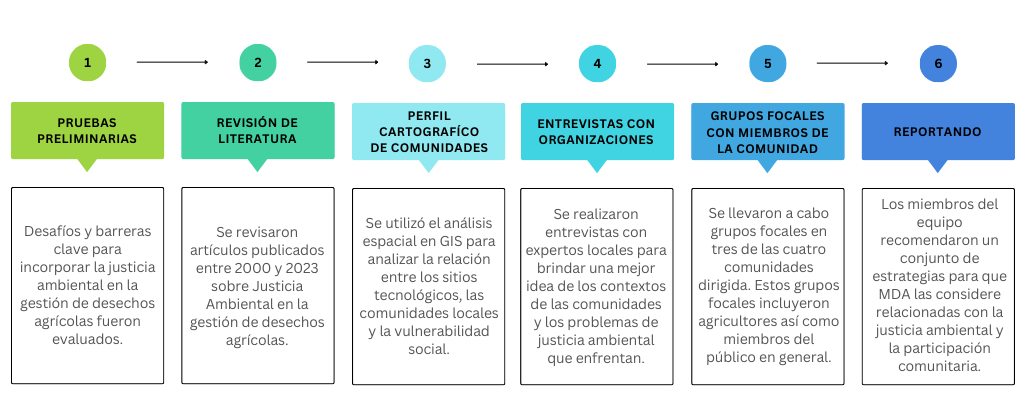 1
2
3
4
5
6
PRUEBAS
PRELIMINARIAS
REVISIÓN DE
LITERATURA
PERFIL
CARTOGRAFÍCO
DE COMUNIDADES
ENTREVISTAS CON
ORGANIZACIONES
GRUPOS FOCALES
CON MIEMBROS DE
LA COMUNIDAD
REPORTANDO
Desafíos y barreras
clave para
incorporar la justicia
ambiental en la
gestión de desechos
agrícolas fueron
evaluados.
Se revisaron
artículos publicados
entre 2000 y 2023
sobre Justicia
Ambiental en la
gestión de desechos
agrícolas.
Se utilizó el análisis
espacial en GIS para
analizar la relación
entre los sitios
tecnológicos, las
comunidades locales
y la vulnerabilidad
social.
Se realizaron
entrevistas con
expertos locales para
brindar una mejor
idea de los contextos
de las comunidades
y los problemas de
justicia ambiental
que enfrentan.
Se llevaron a cabo
grupos focales en
tres de las cuatro
comunidades
dirigida. Estos grupos
focales incluyeron
agricultores así como
miembros del
público en general.
Los miembros del
equipo
recomendaron un
conjunto de
estrategias para que
MDA las considere
relacionadas con la
justicia ambiental y
la participación
comunitaria.